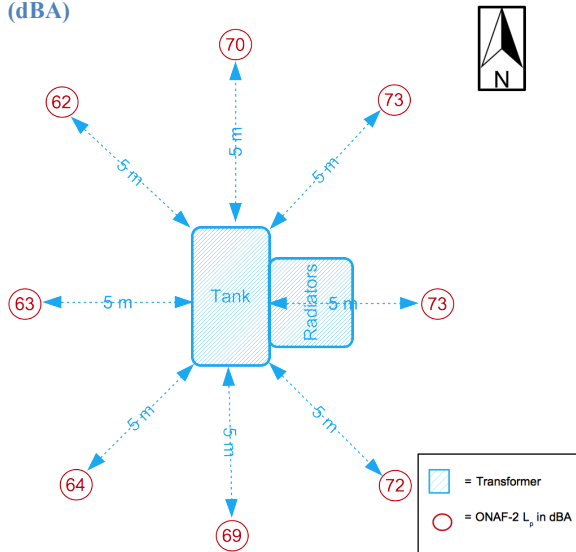 (dBA)
70
62
73
5 m
5 m
5 m
N
63
5 m
Tank
Radiators
5 m
73
5 m
5 m
5 m
64
69
72
= Transformer
= ONAF-2 Lp in dBA